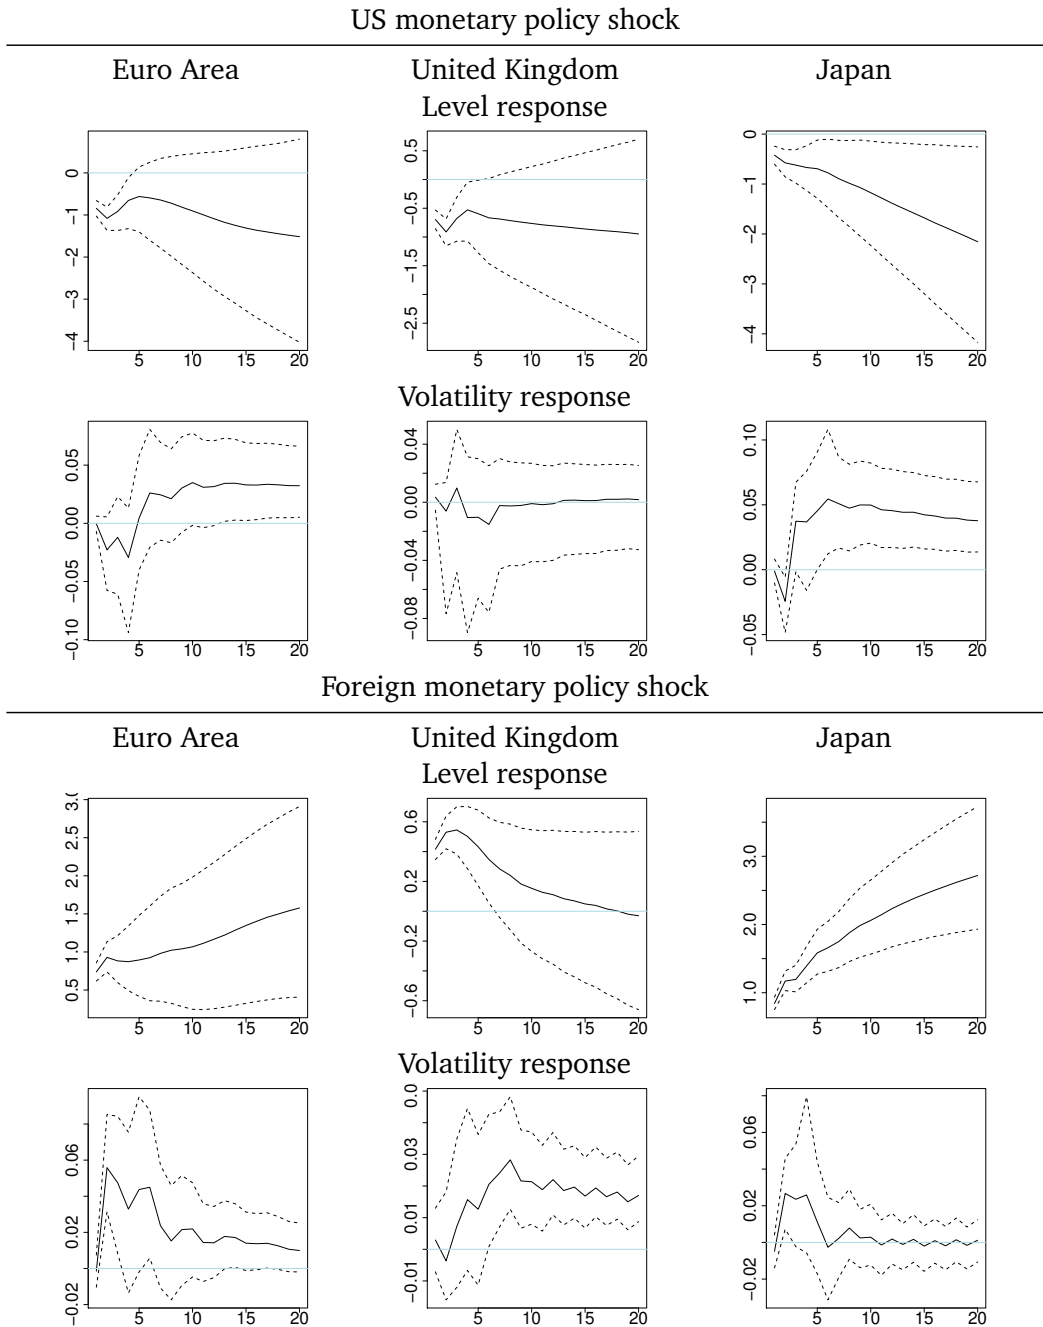 US monetary policy shock
Euro Area United Kingdom Japan
Level response
0
−1
−2
−3
−4
5 10 15 20
0.5
−0.5
−1.5
−2.5
5 10 15 20
0
−1
−2
−3
−4
5 10 15 20
Volatility response
0.05
0.00
−0.05
−0.10
5 10 15 20
0.04
0.00
−0.04
−0.08
5 10 15 20
0.10
0.05
0.00
−0.05
5 10 15 20
Foreign monetary policy shock
Euro Area United Kingdom Japan
Level response
2.5
2.0
1.5
1.0
0.5
5 10 15 20
0.6
0.2
−0.2
−0.6
5 10 15 20
3.0
2.0
1.0
5 10 15 20
Volatility response
0.06
0.02
−0.02
5 10 15 20
0.03
0.01
−0.01
5 10 15 20
0.06
0.02
−0.02
5 10 15 20